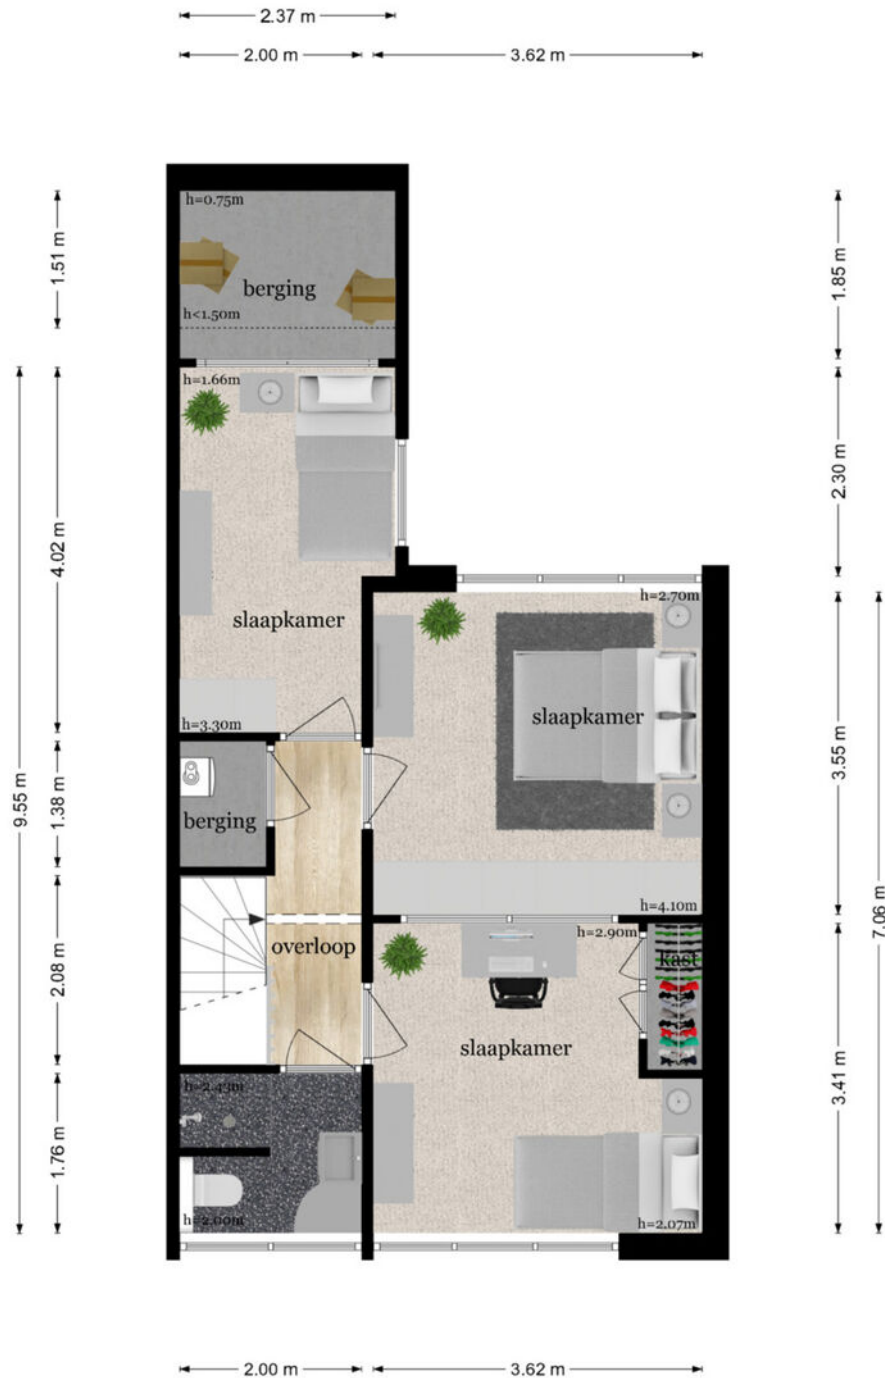 2.37 m
2.00 m
3.62 m
h=0.75m
1.51 m
1.85 m
berging
h<1.50m
h=1.66m
2.30 m
4.02 m
slaapkamer
h=2.70m
slaapkamer
h=3.30m
3.55 m
9.55 m
1.38 m
berging
h=4.10m
7.06 m
h=2.90m
overloop
kast
2.08 m
slaapkamer
3.41 m
h=2.43m
1.76 m
h=2.00m
h=2.07m
2.00 m
3.62 m